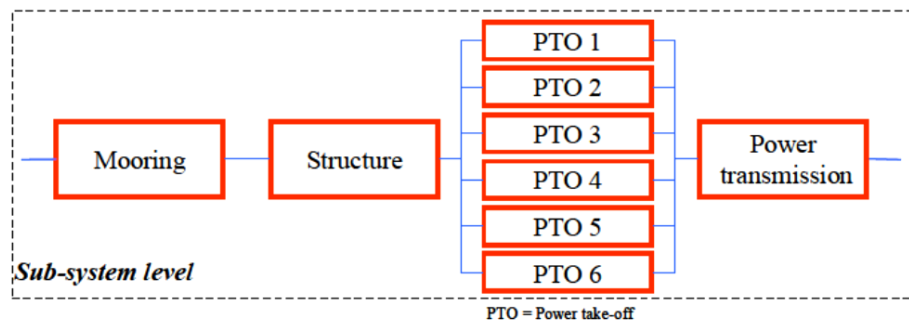 Mooring
Structure
PTO 1
PTO 2
PTO 3
PTO 4
PTO 5
PTO 6
Power
transmission
Sub-system level
PTO = Power take-off